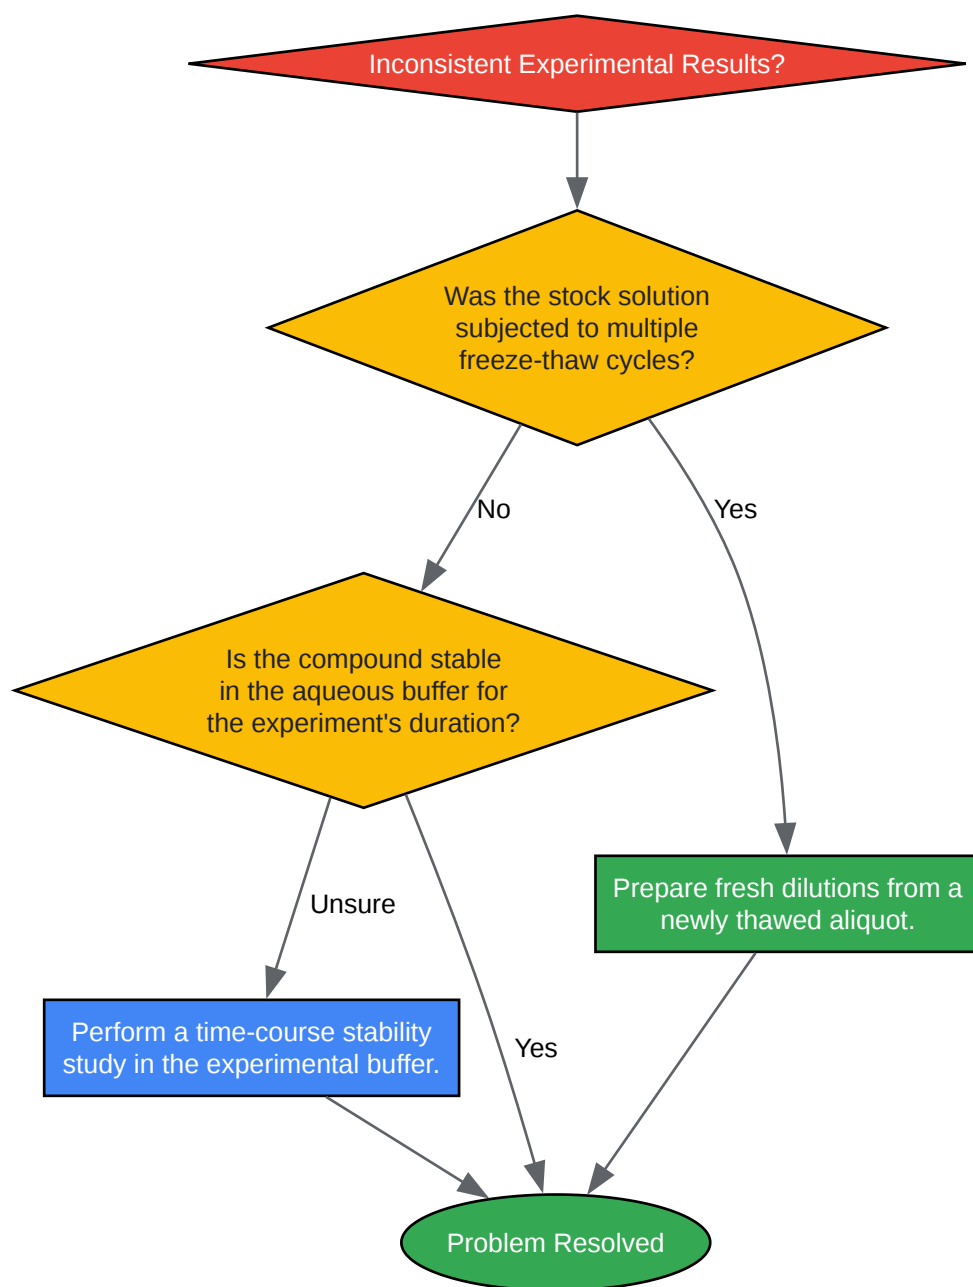 Inconsistent Experimental Results?
Was the stock solution
subjected to multiple
freeze-thaw cycles?
No
Yes
Is the compound stable
in the aqueous buffer for
the experiment's duration?
Unsure
Prepare fresh dilutions from a
newly thawed aliquot.
Perform a time-course stability
study in the experimental buffer.
Yes
Problem Resolved